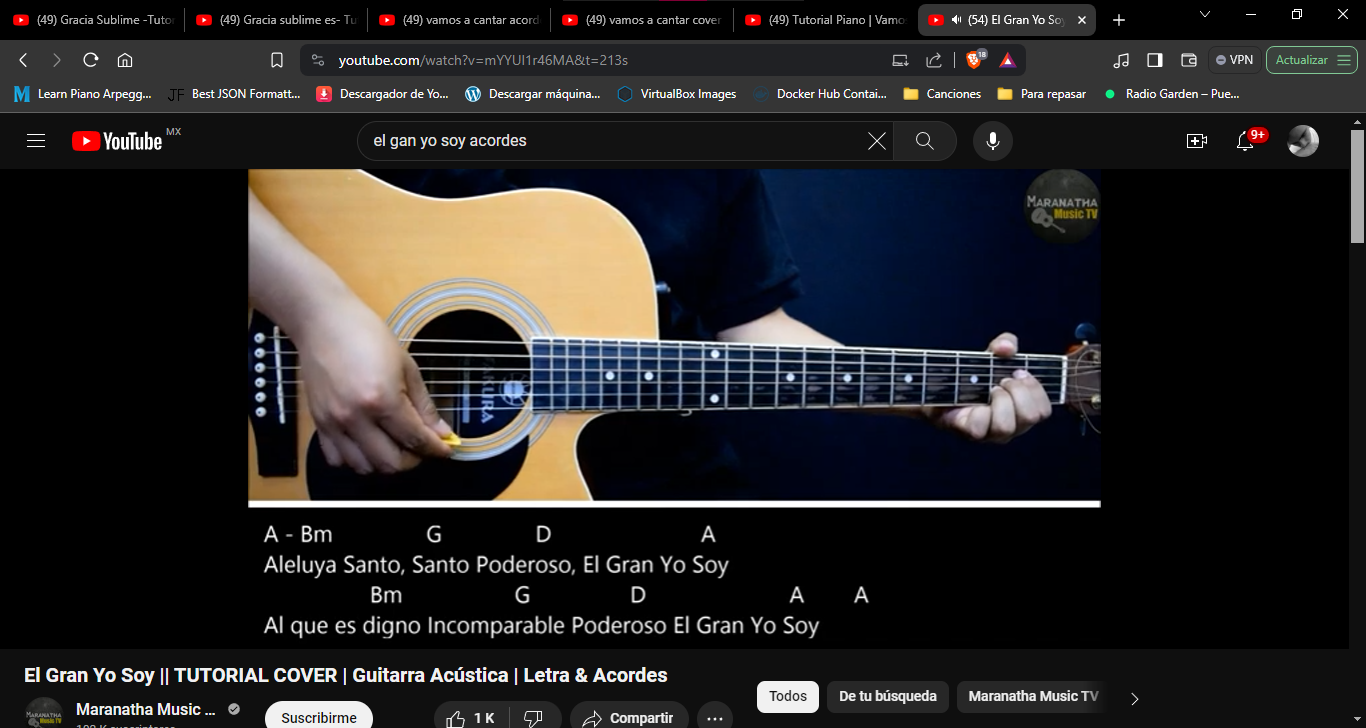 (49) Gracia Sublime -Tutor
(49) Gracia sublime es- Tu
(49) vamos a cantar acord
(49) vamos a cantar cover
(49) Tutorial Piano | Vamo
(54) El Gran Yo Soy
youtube.com/watch?v=mYYUI1r46MA&t=213s
18
VPN
Actualizar
M Learn Piano Arpegg...
JF Best JSON Formatt...
Descargador de Yo...
Descargar máquina...
VirtualBox Images
Docker Hub Contai...
Canciones
Para repasar
Radio Garden – Pue...
YouTube MX
el gan yo soy acordes
9+
MARANATHA
Music TV
SAKURA
A - Bm G D A
Aleluya Santo, Santo Poderoso, El Gran Yo Soy
Bm G D A A
Al que es digno Incomparable Poderoso El Gran Yo Soy
El Gran Yo Soy || TUTORIAL COVER | Guitarra Acústica | Letra & Acordes
Todos
De tu búsqueda
Maranatha Music TV
Maranatha Music ...
Suscribirme
1 K
Compartir